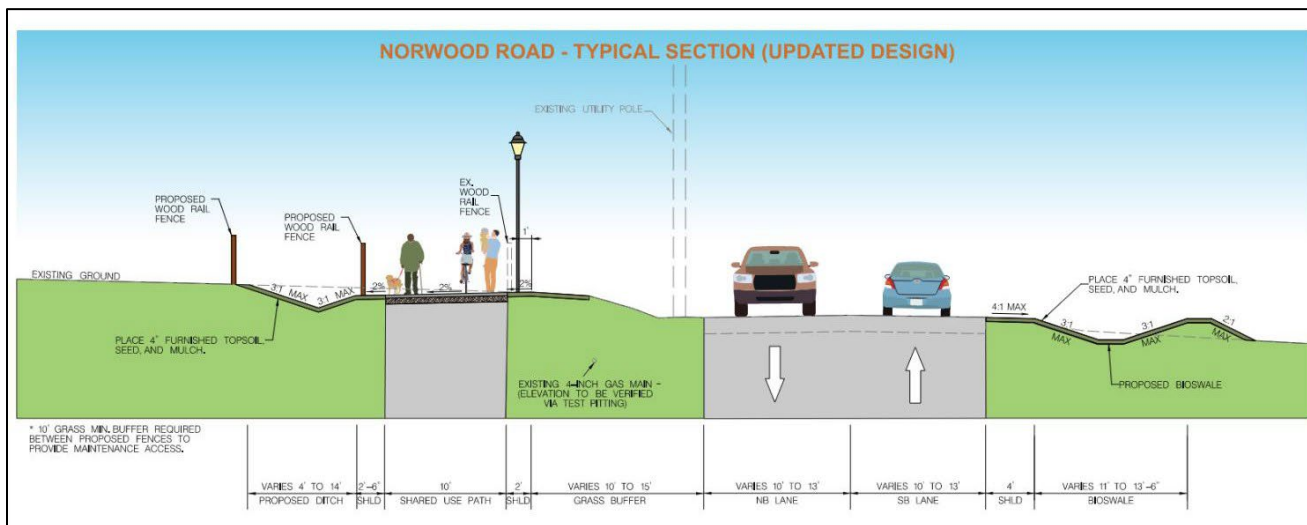 NORWOOD ROAD - TYPICAL SECTION (UPDATED DESIGN)
EXISTING UTILITY POLE
PROPOSED
WOOD RAIL
FENCE
PROPOSED
WOOD RAIL
FENCE
EX.
WOOD
RAIL
FENCE
1'
EXISTING GROUND
3:1 MAX
3:1 MAX
2%
2%
2%
PLACE 4" FURNISHED TOPSOIL,
SEED, AND MULCH.
4:1 MAX
PLACE 4" FURNISHED TOPSOIL,
SEED, AND MULCH.
3:1
MAX
3:1
MAX
2:1
MAX
PROPOSED BIOSWALE
EXISTING 4-INCH GAS MAIN -
(ELEVATION TO BE VERIFIED
VIA TEST PITTING)
* 10' GRASS MIN. BUFFER REQUIRED
BETWEEN PROPOSED FENCES TO
PROVIDE MAINTENANCE ACCESS.
VARIES 4' TO 14'
PROPOSED DITCH
2'-6"
SHLD
10'
SHARED USE PATH
2'
SHLD
VARIES 10' TO 15'
GRASS BUFFER
VARIES 10' TO 13'
NB LANE
VARIES 10' TO 13'
SB LANE
4'
SHLD
VARIES 11' TO 13'-6"
BIOSWALE